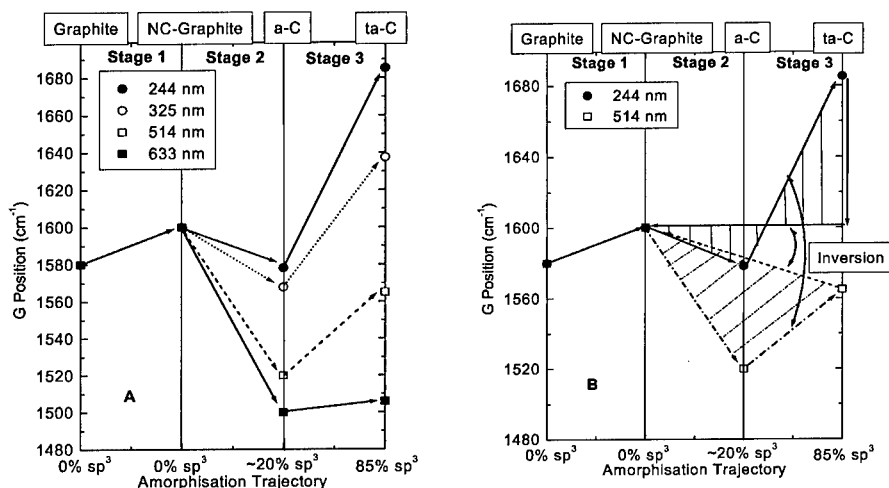 Graphite NC-Graphite a-C ta-C
Stage 1 Stage 2 Stage 3
244 nm
325 nm
514 nm
633 nm
G Position (cm⁻¹)
1680
1660
1640
1620
1600
1580
1560
1540
1520
1500
1480
A
0% sp³ 0% sp³ ~20% sp³ 85% sp³
Amorphisation Trajectory
Graphite NC-Graphite a-C ta-C
Stage 1 Stage 2 Stage 3
244 nm
514 nm
G Position (cm⁻¹)
1680
1640
1600
1560
1520
1480
Inversion
B
0% sp³ 0% sp³ ~20% sp³ 85% sp³
Amorphisation Trajectory